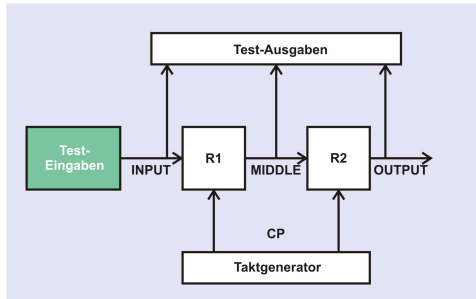 Test-Ausgaben
Test-
Eingaben
INPUT
R1
MIDDLE
R2
OUTPUT
CP
Taktgenerator